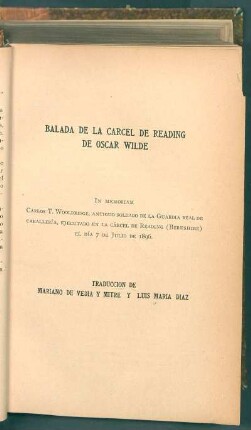 BALADA DE LA CARCEL DE READING
DE OSCAR WILDE
IN MEMORIAM
CARLOS T. WOOLDRIDGE, ANTIGUO SOLDADO DE LA GUARDIA REAL DE
CABALLERÍA, EJECUTADO EN LA CÁRCEL DE READING (BERKSHIRE)
EL DÍA 7 DE JULIO DE 1896.
TRADUCCION DE
MARIANO DE VEDIA Y MITRE Y LUIS MARIA DIAZ